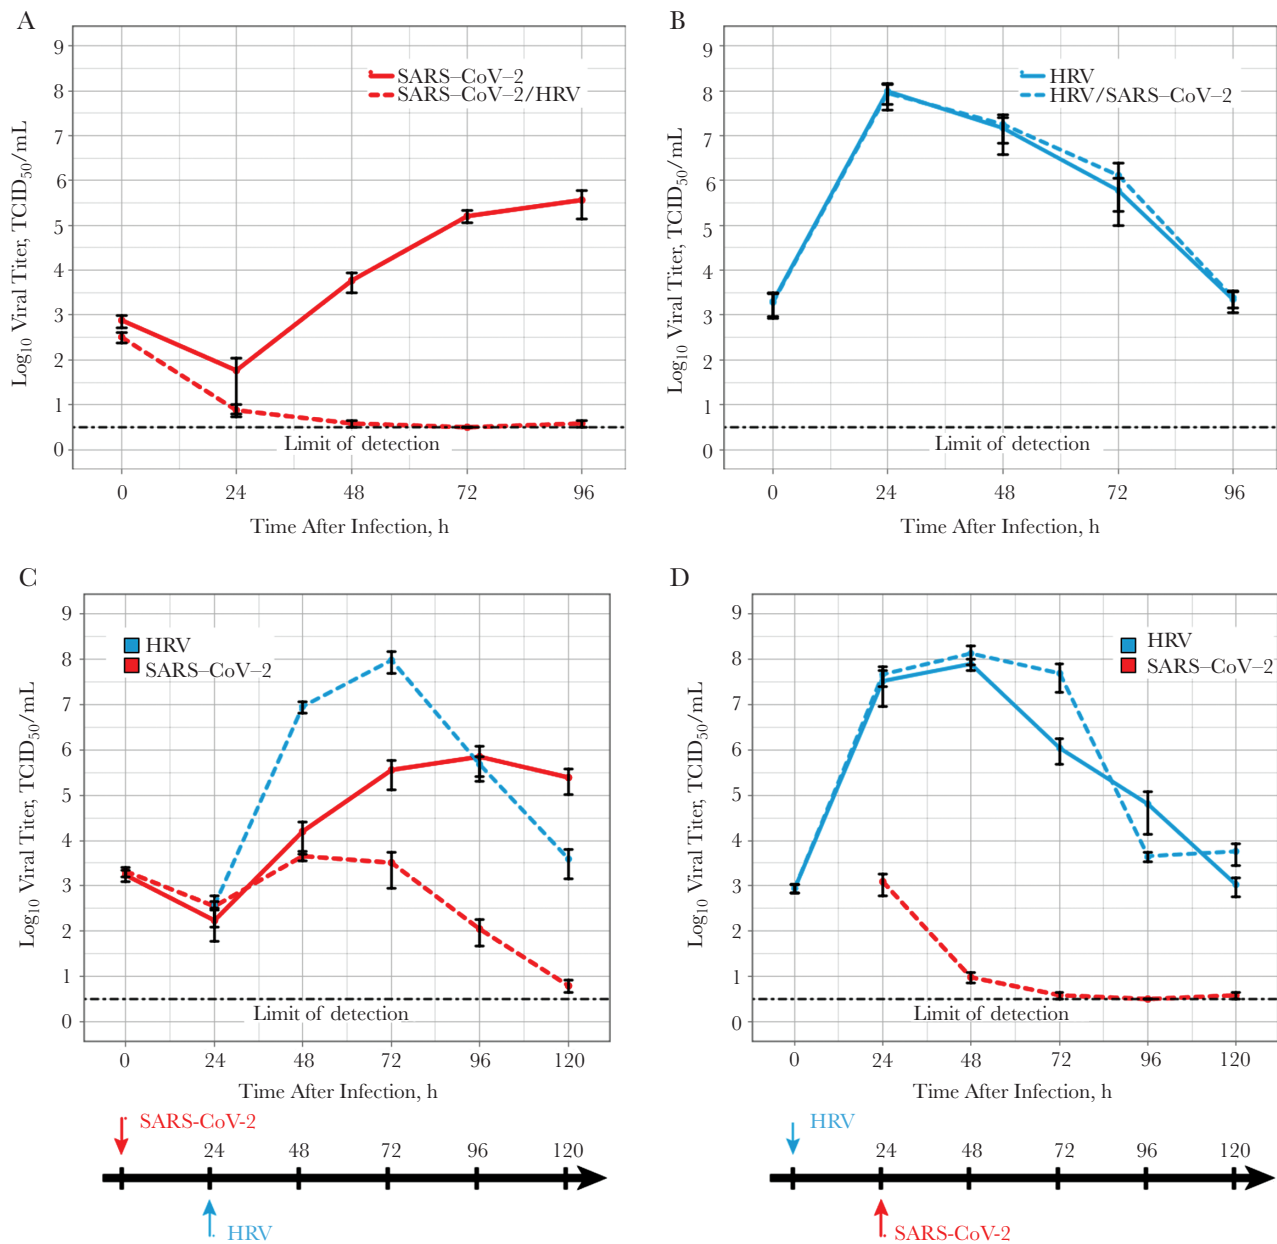 A
Log10 Viral Titer, TCID50/mL
9
8
7
6
5
4
3
2
1
0
SARS–CoV–2
SARS–CoV–2/HRV
Limit of detection
0 24 48 72 96
Time After Infection, h
B
Log10 Viral Titer, TCID50/mL
9
8
7
6
5
4
3
2
1
0
HRV
HRV/SARS–CoV–2
Limit of detection
0 24 48 72 96
Time After Infection, h
C
Log10 Viral Titer, TCID50/mL
9
8
7
6
5
4
3
2
1
0
HRV
SARS–CoV–2
Limit of detection
0 24 48 72 96 120
Time After Infection, h
SARS-CoV-2
24 48 72 96 120
HRV
D
Log10 Viral Titer, TCID50/mL
9
8
7
6
5
4
3
2
1
0
HRV
SARS–CoV–2
Limit of detection
0 24 48 72 96 120
Time After Infection, h
HRV
24 48 72 96 120
SARS-CoV-2